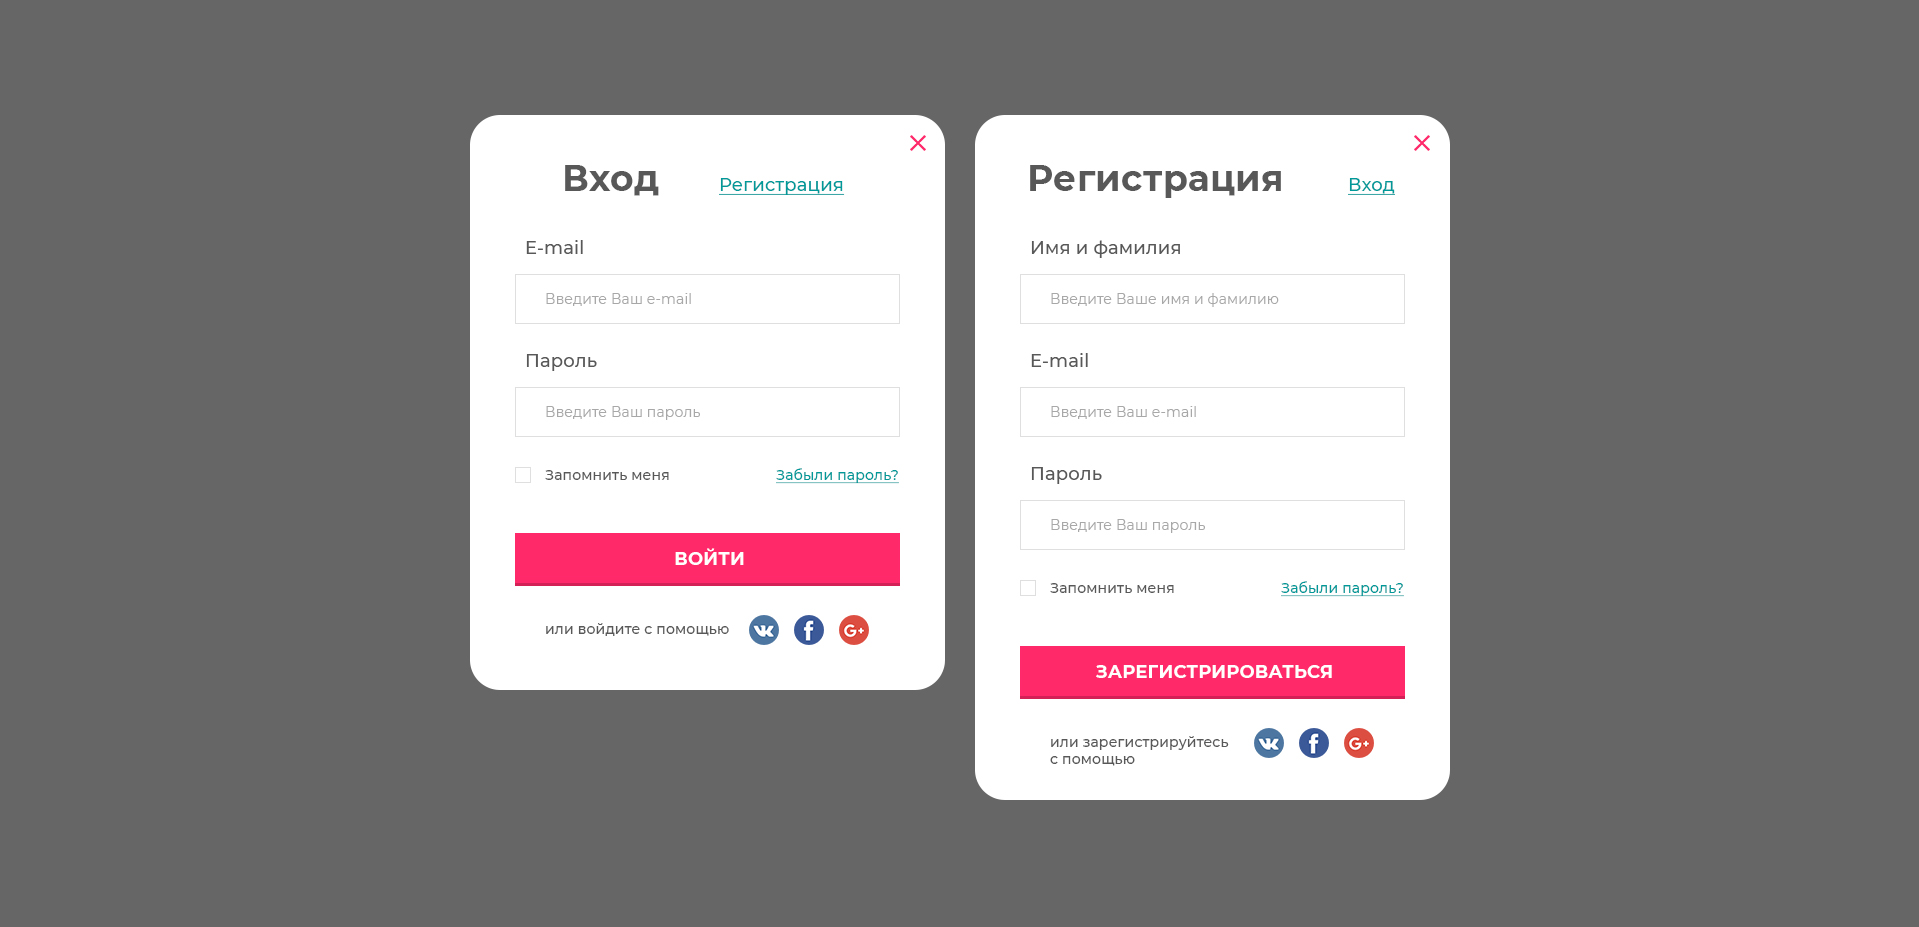 Вход Регистрация
E-mail
Введите Ваш e-mail
Пароль
Введите Ваш пароль
Запомнить меня Забыли пароль?
ВОЙТИ
или войдите с помощью
Регистрация Вход
Имя и фамилия
Введите Ваше имя и фамилию
E-mail
Введите Ваш e-mail
Пароль
Введите Ваш пароль
Запомнить меня Забыли пароль?
ЗАРЕГИСТРИРОВАТЬСЯ
или зарегистрируйтесь
с помощью